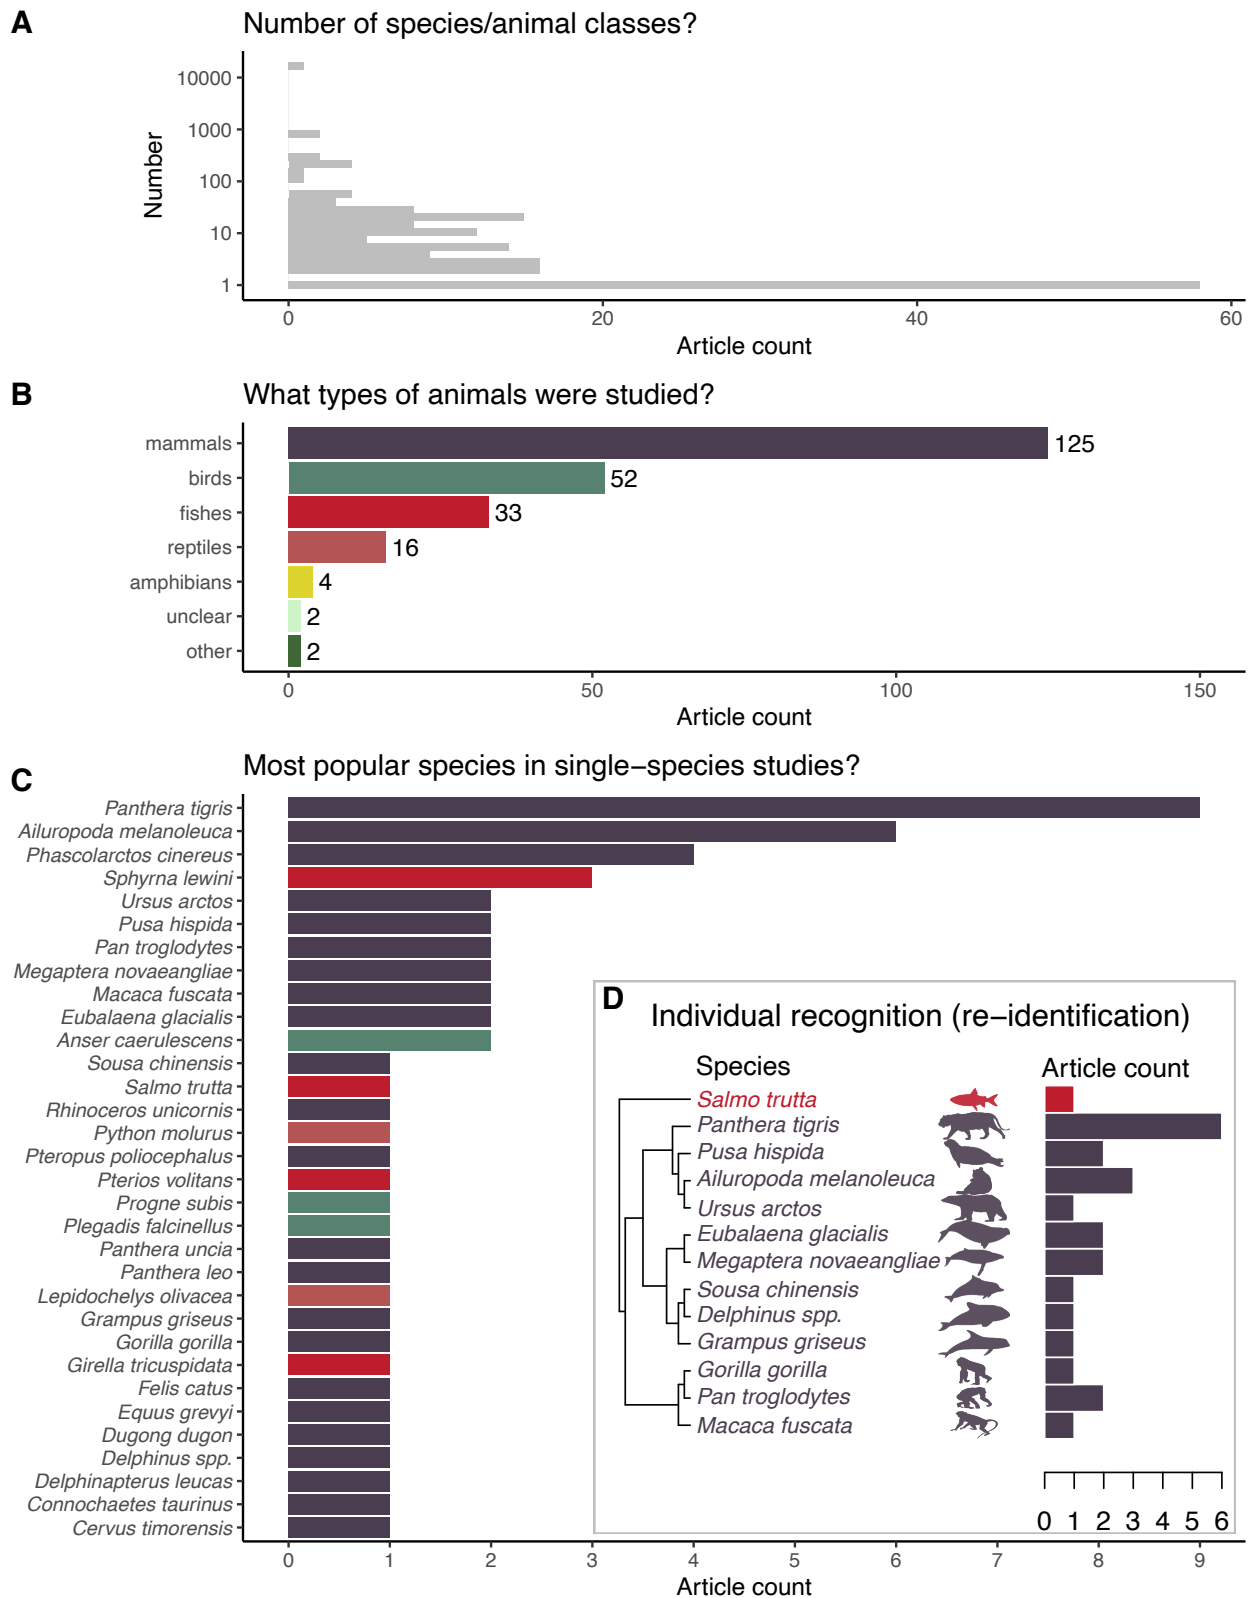 A
Number of species/animal classes?
Number
10000
1000
100
10
1
0 20 40 60
Article count
B
What types of animals were studied?
mammals 125
birds 52
fishes 33
reptiles 16
amphibians 4
unclear 2
other 2
0 50 100 150
Article count
C
Most popular species in single−species studies?
Panthera tigris
Ailuropoda melanoleuca
Phascolarctos cinereus
Sphyrna lewini
Ursus arctos
Pusa hispida
Pan troglodytes
Megaptera novaeangliae
Macaca fuscata
Eubalaena glacialis
Anser caerulescens
Sousa chinensis
Salmo trutta
Rhinoceros unicornis
Python molurus
Pteropus poliocephalus
Pterios volitans
Progne subis
Plegadis falcinellus
Panthera uncia
Panthera leo
Lepidochelys olivacea
Grampus griseus
Gorilla gorilla
Girella tricuspidata
Felis catus
Equus grevyi
Dugong dugon
Delphinus spp.
Delphinapterus leucas
Connochaetes taurinus
Cervus timorensis
0 1 2 3 4 5 6 7 8 9
Article count
D
Individual recognition (re−identification)
Species Article count
Salmo trutta
Panthera tigris
Pusa hispida
Ailuropoda melanoleuca
Ursus arctos
Eubalaena glacialis
Megaptera novaeangliae
Sousa chinensis
Delphinus spp.
Grampus griseus
Gorilla gorilla
Pan troglodytes
Macaca fuscata
0 1 2 3 4 5 6